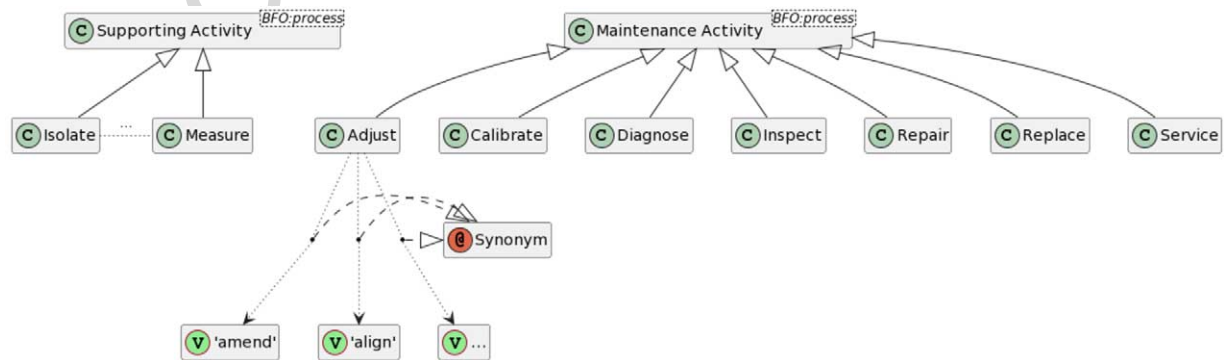 BFO:process
C Supporting Activity
BFO:process
C Maintenance Activity
C Isolate
...
C Measure
C Adjust
C Calibrate
C Diagnose
C Inspect
C Repair
C Replace
C Service
@ Synonym
V 'amend'
V 'align'
V ...